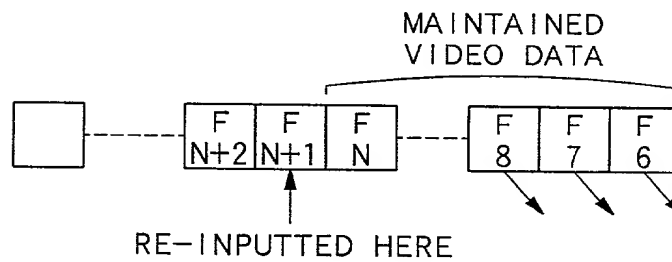 MAINTAINED
VIDEO DATA
F F F F F F
N+2 N+1 N 8 7 6
RE-INPUTTED HERE